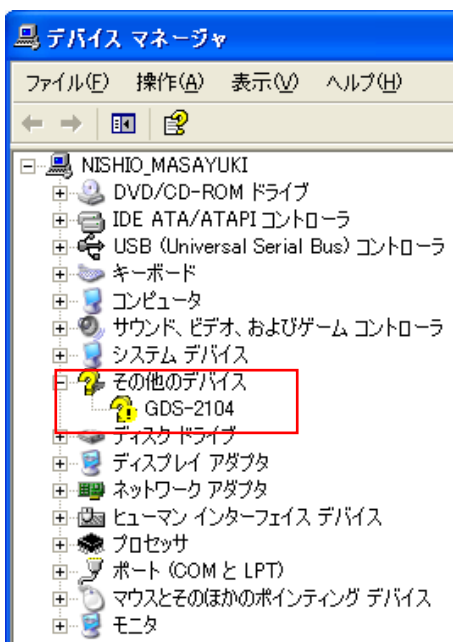 デバイス マネージャ
ファイル(F) 操作(A) 表示(V) ヘルプ(H)
NISHIO_MASAYUKI
DVD/CD-ROM ドライブ
IDE ATA/ATAPI コントローラ
USB (Universal Serial Bus) コントローラ
キーボード
コンピュータ
サウンド、ビデオ、およびゲーム コントローラ
システム デバイス
その他のデバイス
GDS-2104
ディスク ドライブ
ディスプレイ アダプタ
ネットワーク アダプタ
ヒューマン インターフェイス デバイス
プロセッサ
ポート (COM と LPT)
マウスとそのほかのポインティング デバイス
モニタ